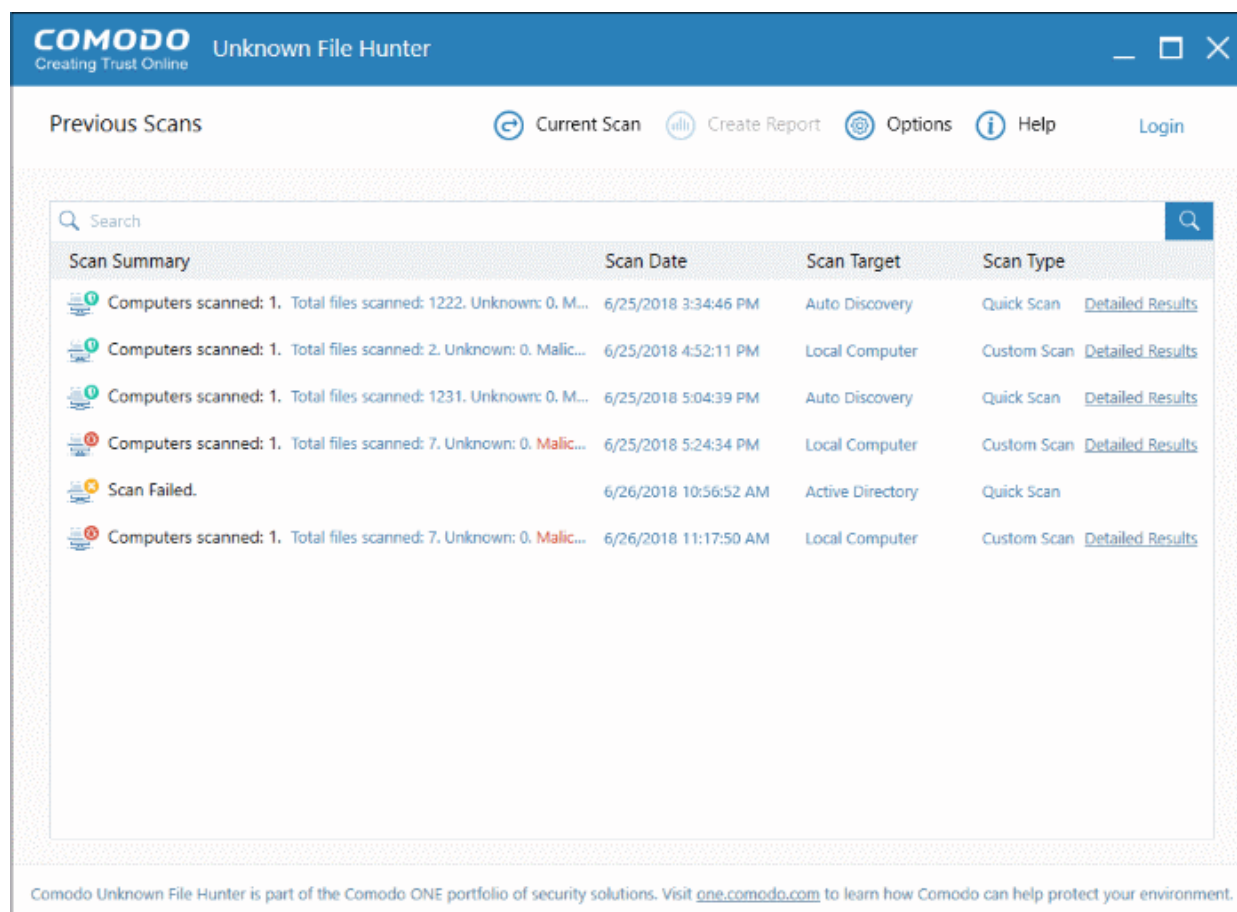 COMODO
Creating Trust Online
Unknown File Hunter
Previous Scans
Current Scan
Create Report
Options
Help
Login
Search
Scan Summary Scan Date Scan Target Scan Type
Computers scanned: 1. Total files scanned: 1222. Unknown: 0. M... 6/25/2018 3:34:46 PM Auto Discovery Quick Scan Detailed Results
Computers scanned: 1. Total files scanned: 2. Unknown: 0. Malic... 6/25/2018 4:52:11 PM Local Computer Custom Scan Detailed Results
Computers scanned: 1. Total files scanned: 1231. Unknown: 0. M... 6/25/2018 5:04:39 PM Auto Discovery Quick Scan Detailed Results
Computers scanned: 1. Total files scanned: 7. Unknown: 0. Malic... 6/25/2018 5:24:34 PM Local Computer Custom Scan Detailed Results
Scan Failed. 6/26/2018 10:56:52 AM Active Directory Quick Scan
Computers scanned: 1. Total files scanned: 7. Unknown: 0. Malic... 6/26/2018 11:17:50 AM Local Computer Custom Scan Detailed Results
Comodo Unknown File Hunter is part of the Comodo ONE portfolio of security solutions. Visit one.comodo.com to learn how Comodo can help protect your environment.